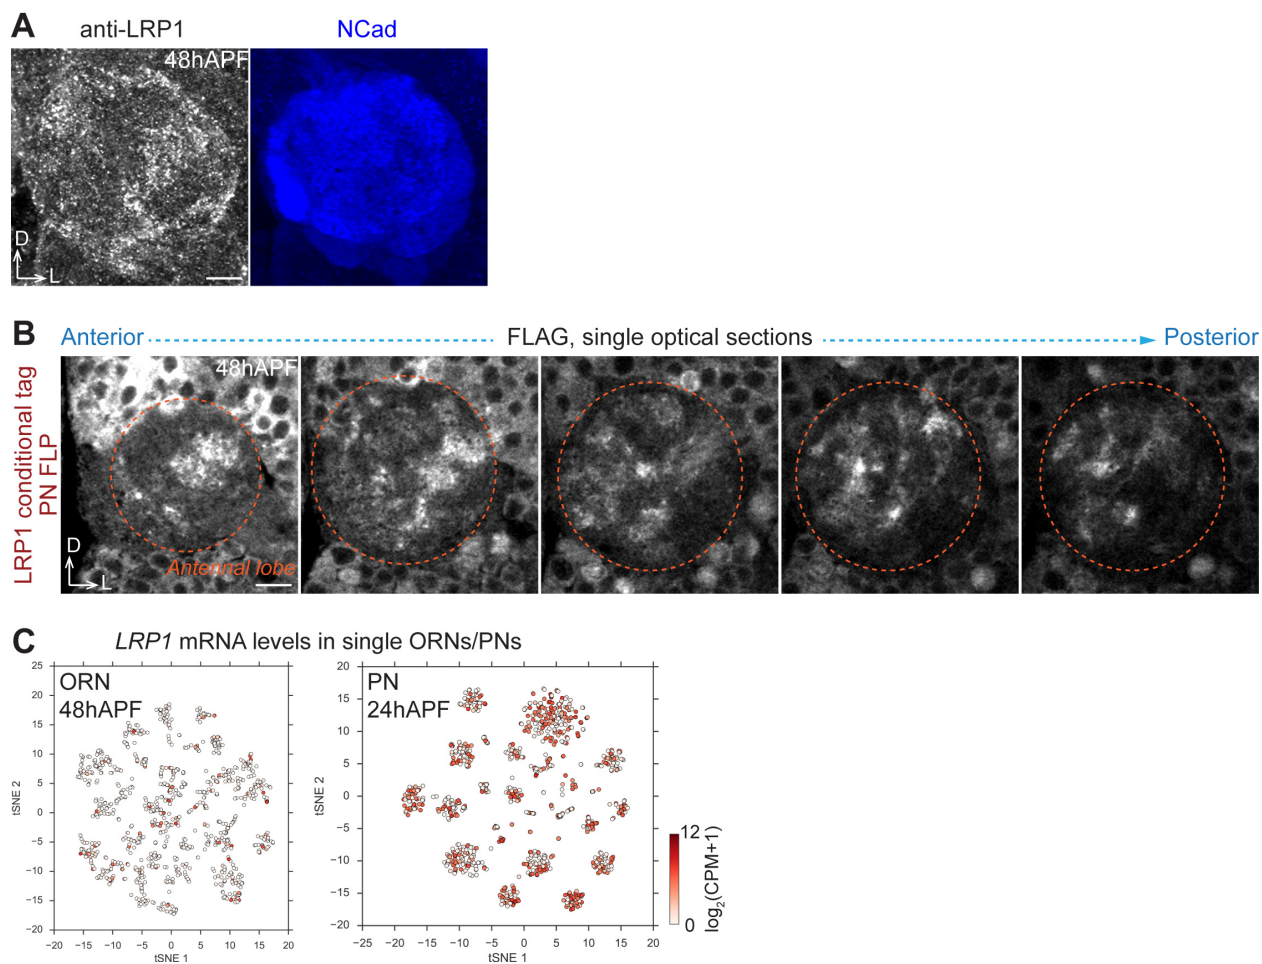 A
anti-LRP1
NCad
48hAPF
D
L
B
Anterior
FLAG, single optical sections
Posterior
LRP1 conditional tag
PN FLP
48hAPF
D
L
Antennal lobe
C
LRP1 mRNA levels in single ORNs/PNs
ORN
48hAPF
25
20
15
10
5
0
−5
−10
−15
−20
tSNE 2
−20 −15 −10 −5 0 5 10 15 20
tSNE 1
PN
24hAPF
20
15
10
5
0
−5
−10
−15
−20
tSNE 2
−20 −15 −10 −5 0 5 10 15 20
tSNE 1
12
0
log2(CPM+1)